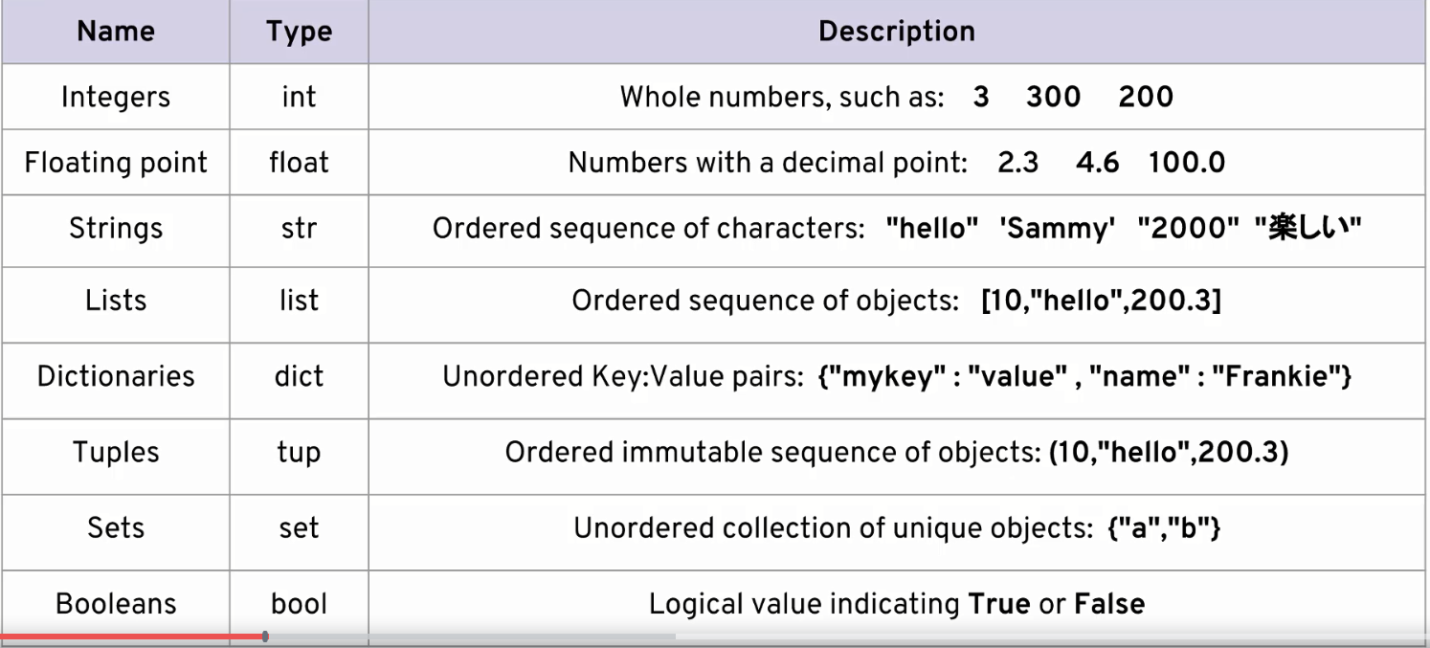 Name Type Description
Integers int Whole numbers, such as: 3 300 200
Floating point float Numbers with a decimal point: 2.3 4.6 100.0
Strings str Ordered sequence of characters: "hello" 'Sammy' "2000" "楽しい"
Lists list Ordered sequence of objects: [10,"hello",200.3]
Dictionaries dict Unordered Key:Value pairs: {"mykey" : "value" , "name" : "Frankie"}
Tuples tup Ordered immutable sequence of objects: (10,"hello",200.3)
Sets set Unordered collection of unique objects: {"a","b"}
Booleans bool Logical value indicating True or False